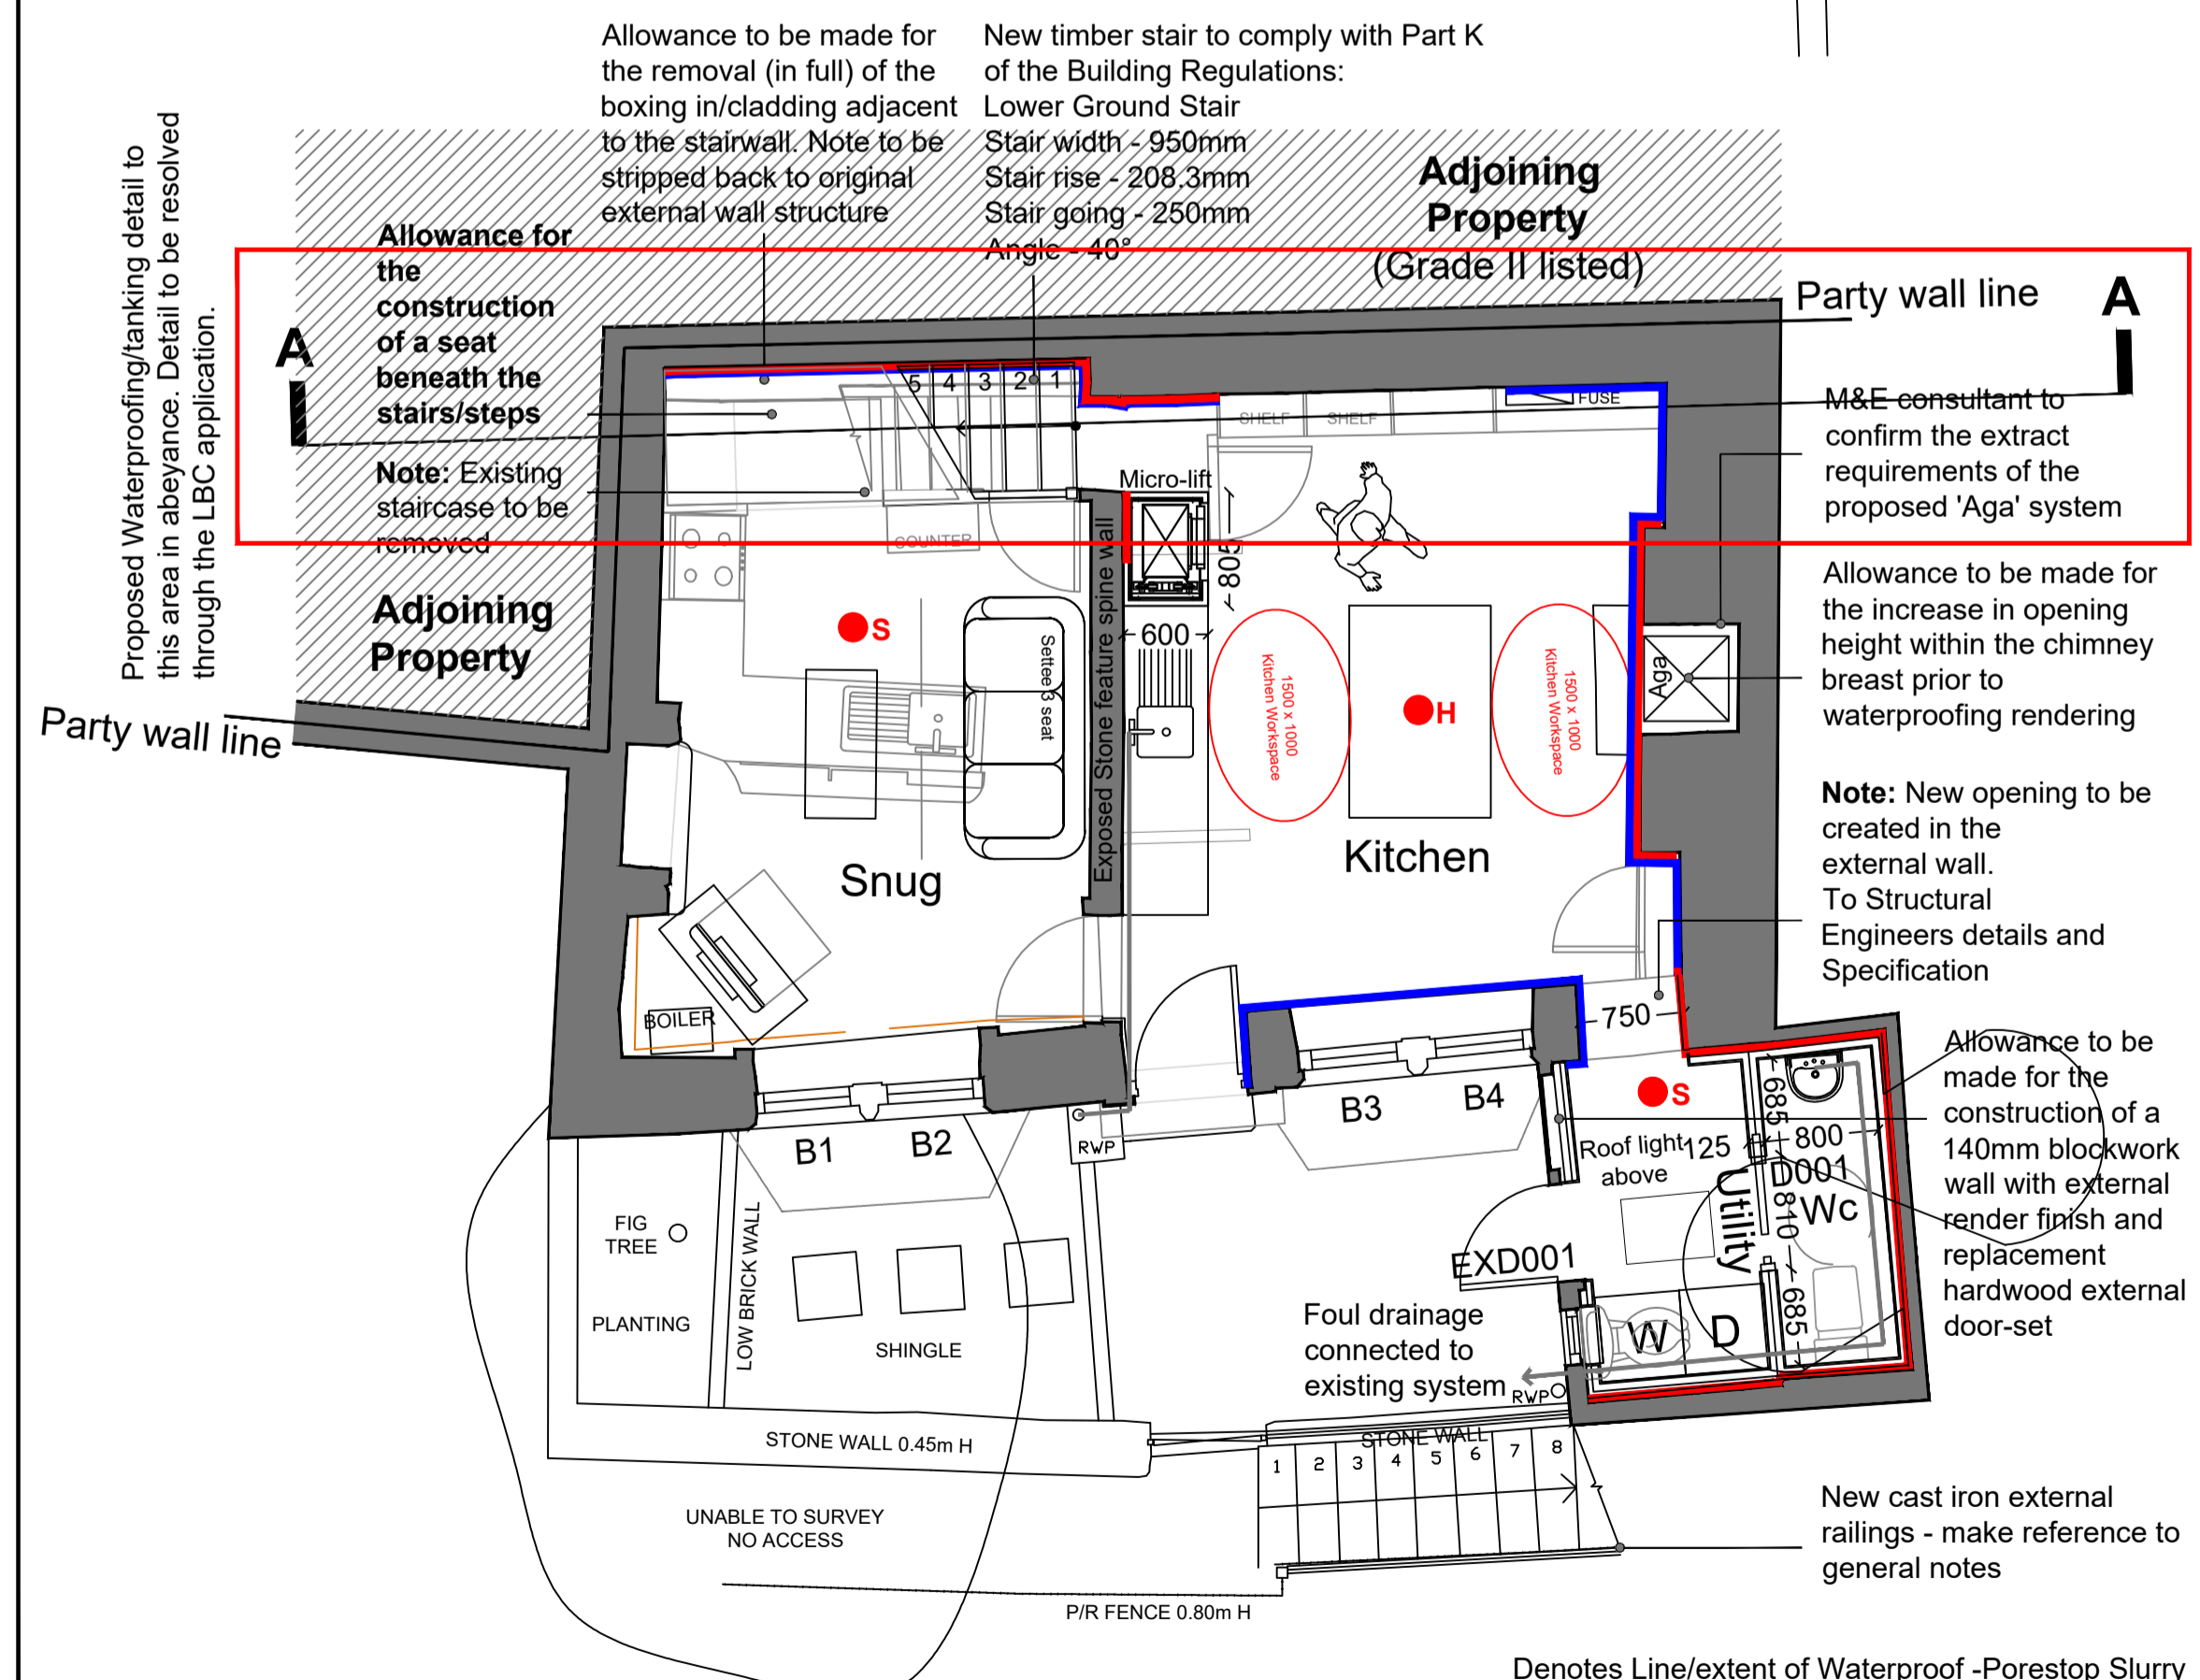 Allowance to be made for
the removal (in full) of the
boxing in/cladding adjacent
to the stairwall. Note to be
stripped back to original
external wall structure
New timber stair to comply with Part K
of the Building Regulations:
Lower Ground Stair
Stair width - 950mm
Stair rise - 208.3mm
Stair going - 250mm
Angle - 40°
Adjoining
Property
(Grade II listed)
Proposed Waterproofing/tanking detail to
this area in abeyance. Detail to be resolved
through the LBC application.
Allowance for
the
construction
of a seat
beneath the
stairs/steps
A
A
Party wall line
Note: Existing
staircase to be
removed
Adjoining
Property
Party wall line
5 4 3 2 1
SHELF
SHELF
FUSE
Micro-lift
COUNTER
805
600
S
Settee 3 seat
Exposed Stone feature spine wall
1500 x 1000
Kitchen Workspace
H
1500 x 1000
Kitchen Workspace
Aga
Snug
Kitchen
BOILER
M&E consultant to
confirm the extract
requirements of the
proposed 'Aga' system
Allowance to be made for
the increase in opening
height within the chimney
breast prior to
waterproofing rendering
Note: New opening to be
created in the
external wall.
To Structural
Engineers details and
Specification
750
Allowance to be
made for the
construction of a
140mm blockwork
wall with external
render finish and
replacement
hardwood external
door-set
B1
B2
RWP
B3
B4
S
Roof light
above
125
685
800
D001
Wc
810
Utility
685
EXD001
W
D
FIG
TREE
PLANTING
LOW BRICK WALL
SHINGLE
Foul drainage
connected to
existing system
RWP
STONE WALL 0.45m H
STONE WALL
1 2 3 4 5 6 7 8
UNABLE TO SURVEY
NO ACCESS
P/R FENCE 0.80m H
New cast iron external
railings - make reference to
general notes
Denotes Line/extent of Waterproof -Porestop Slurry